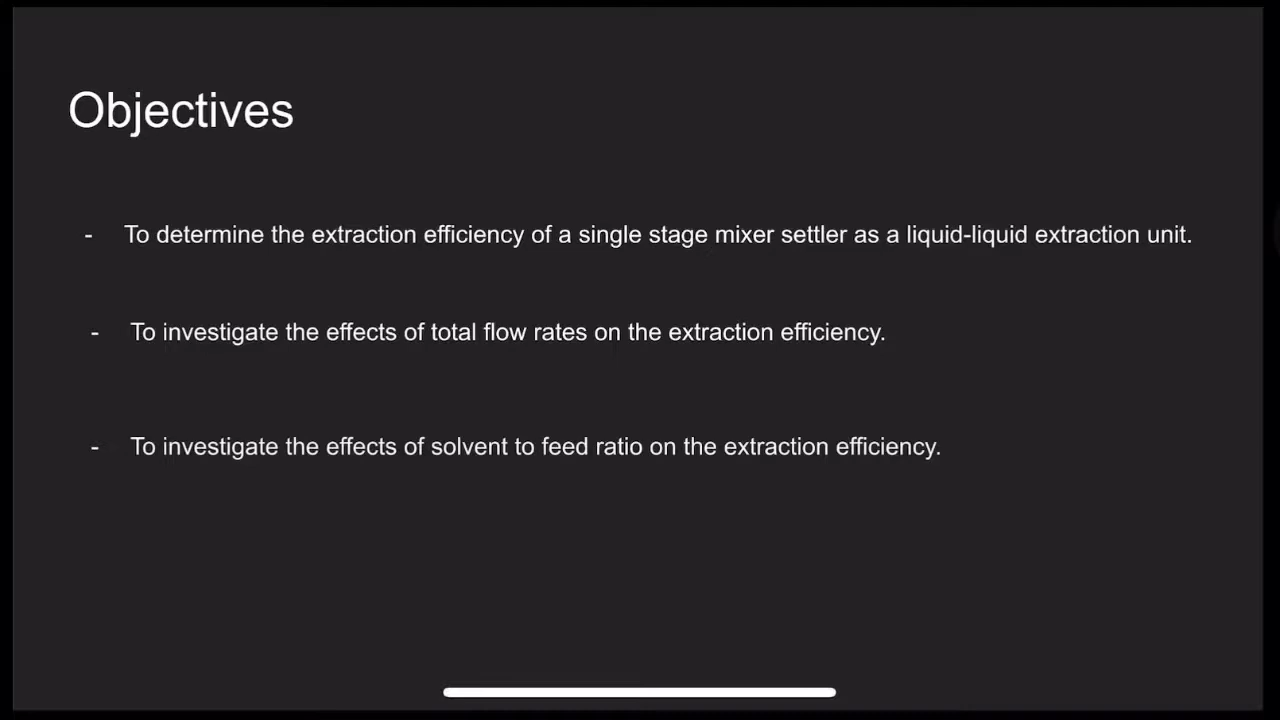 Objectives
- To determine the extraction efficiency of a single stage mixer settler as a liquid-liquid extraction unit.
- To investigate the effects of total flow rates on the extraction efficiency.
- To investigate the effects of solvent to feed ratio on the extraction efficiency.